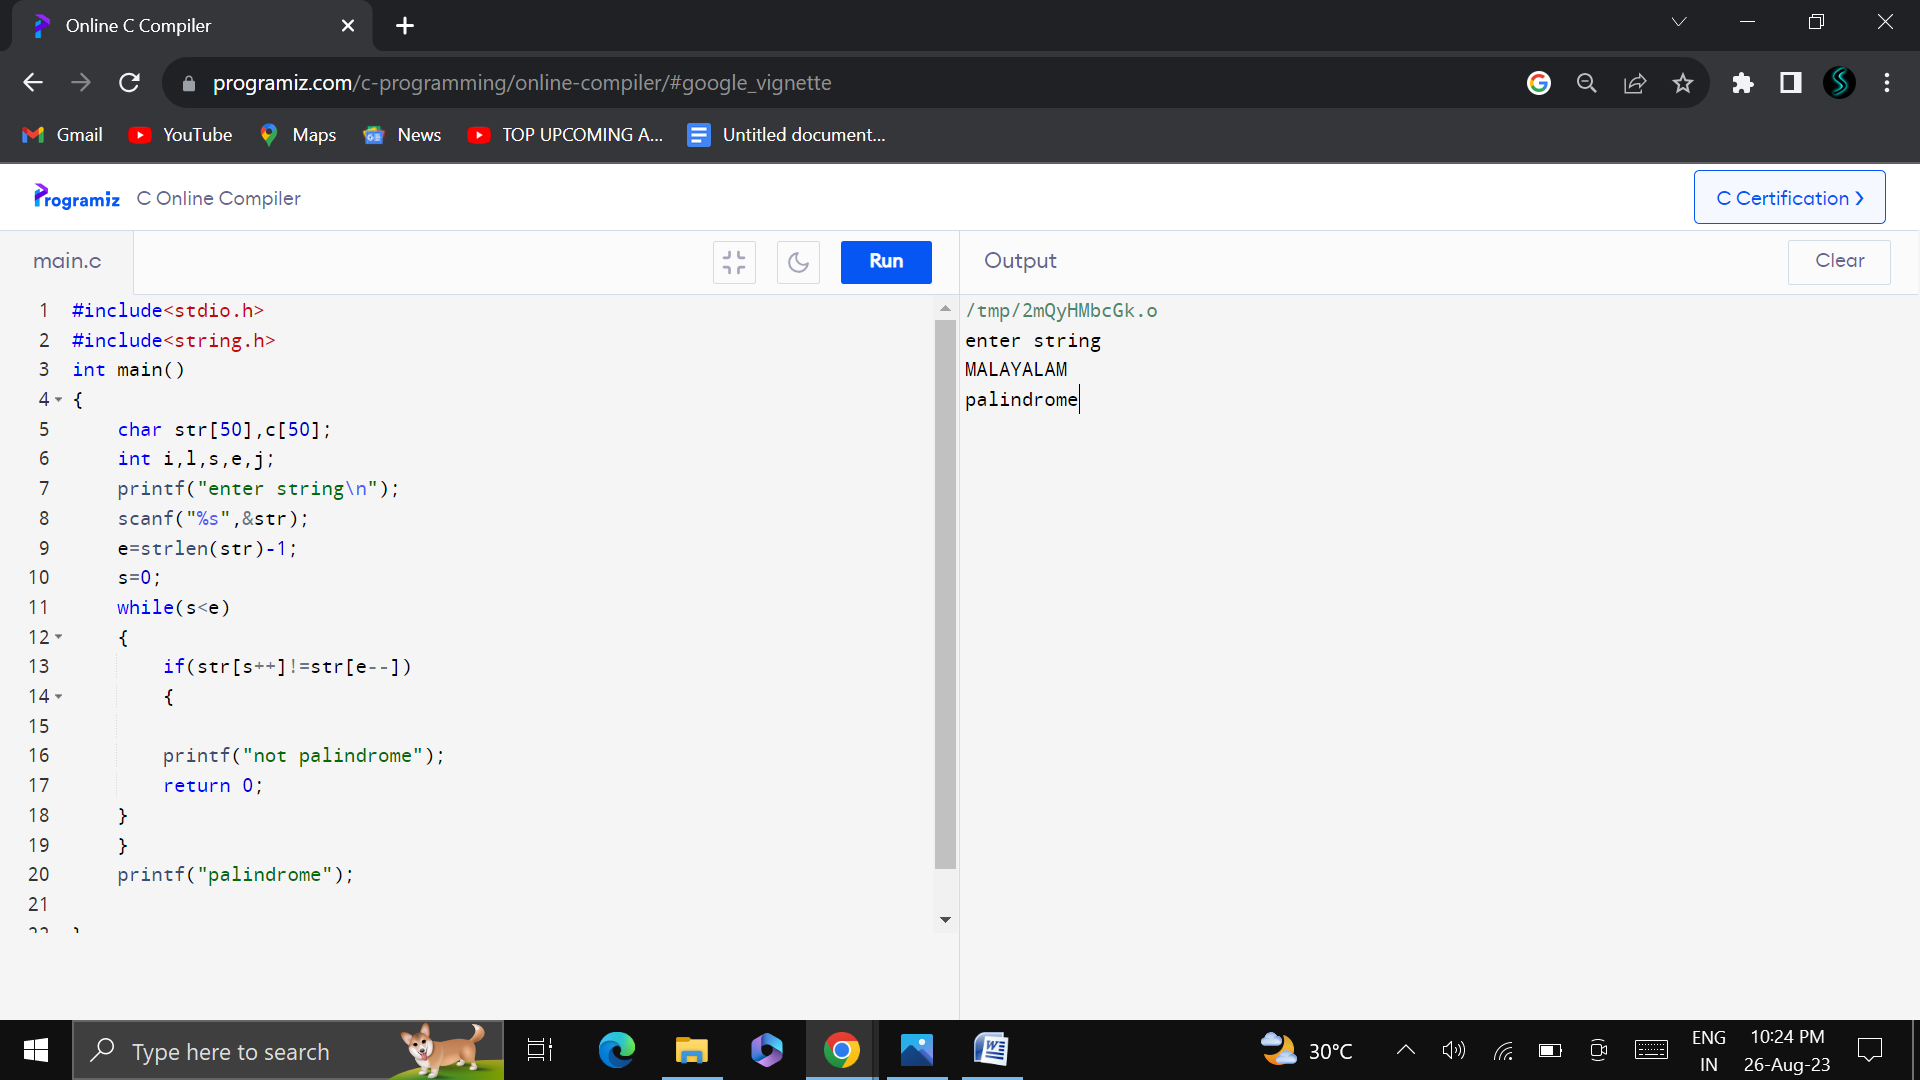 Online C Compiler
programiz.com/c-programming/online-compiler/#google_vignette
Gmail YouTube Maps News TOP UPCOMING A... Untitled document...
Programiz C Online Compiler C Certification
main.c Run Output Clear
1 #include<stdio.h>
2 #include<string.h>
3 int main()
4 {
5 char str[50],c[50];
6 int i,l,s,e,j;
7 printf("enter string\n");
8 scanf("%s",&str);
9 e=strlen(str)-1;
10 s=0;
11 while(s<e)
12 {
13 if(str[s++]!=str[e--])
14 {
15
16 printf("not palindrome");
17 return 0;
18 }
19 }
20 printf("palindrome");
21
22 }
/tmp/2mQyHMbcGk.o
enter string
MALAYALAM
palindrome
Type here to search
30°C
ENG
IN
10:24 PM
26-Aug-23